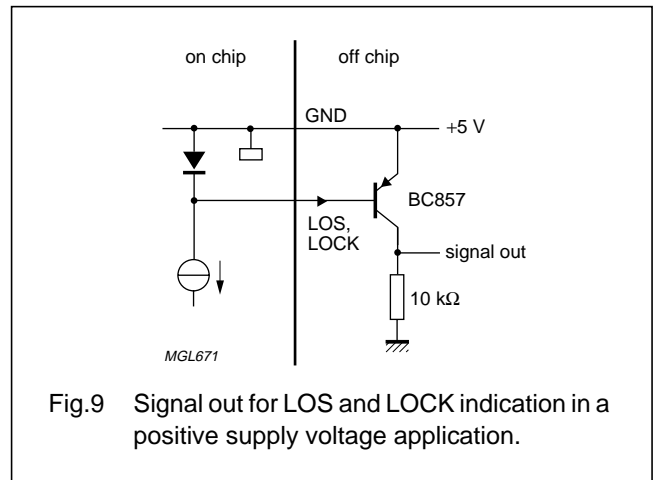 on chip
off chip
GND
+5 V
BC857
LOS,
LOCK
signal out
10 kΩ
MGL671
Fig.9 Signal out for LOS and LOCK indication in a
positive supply voltage application.